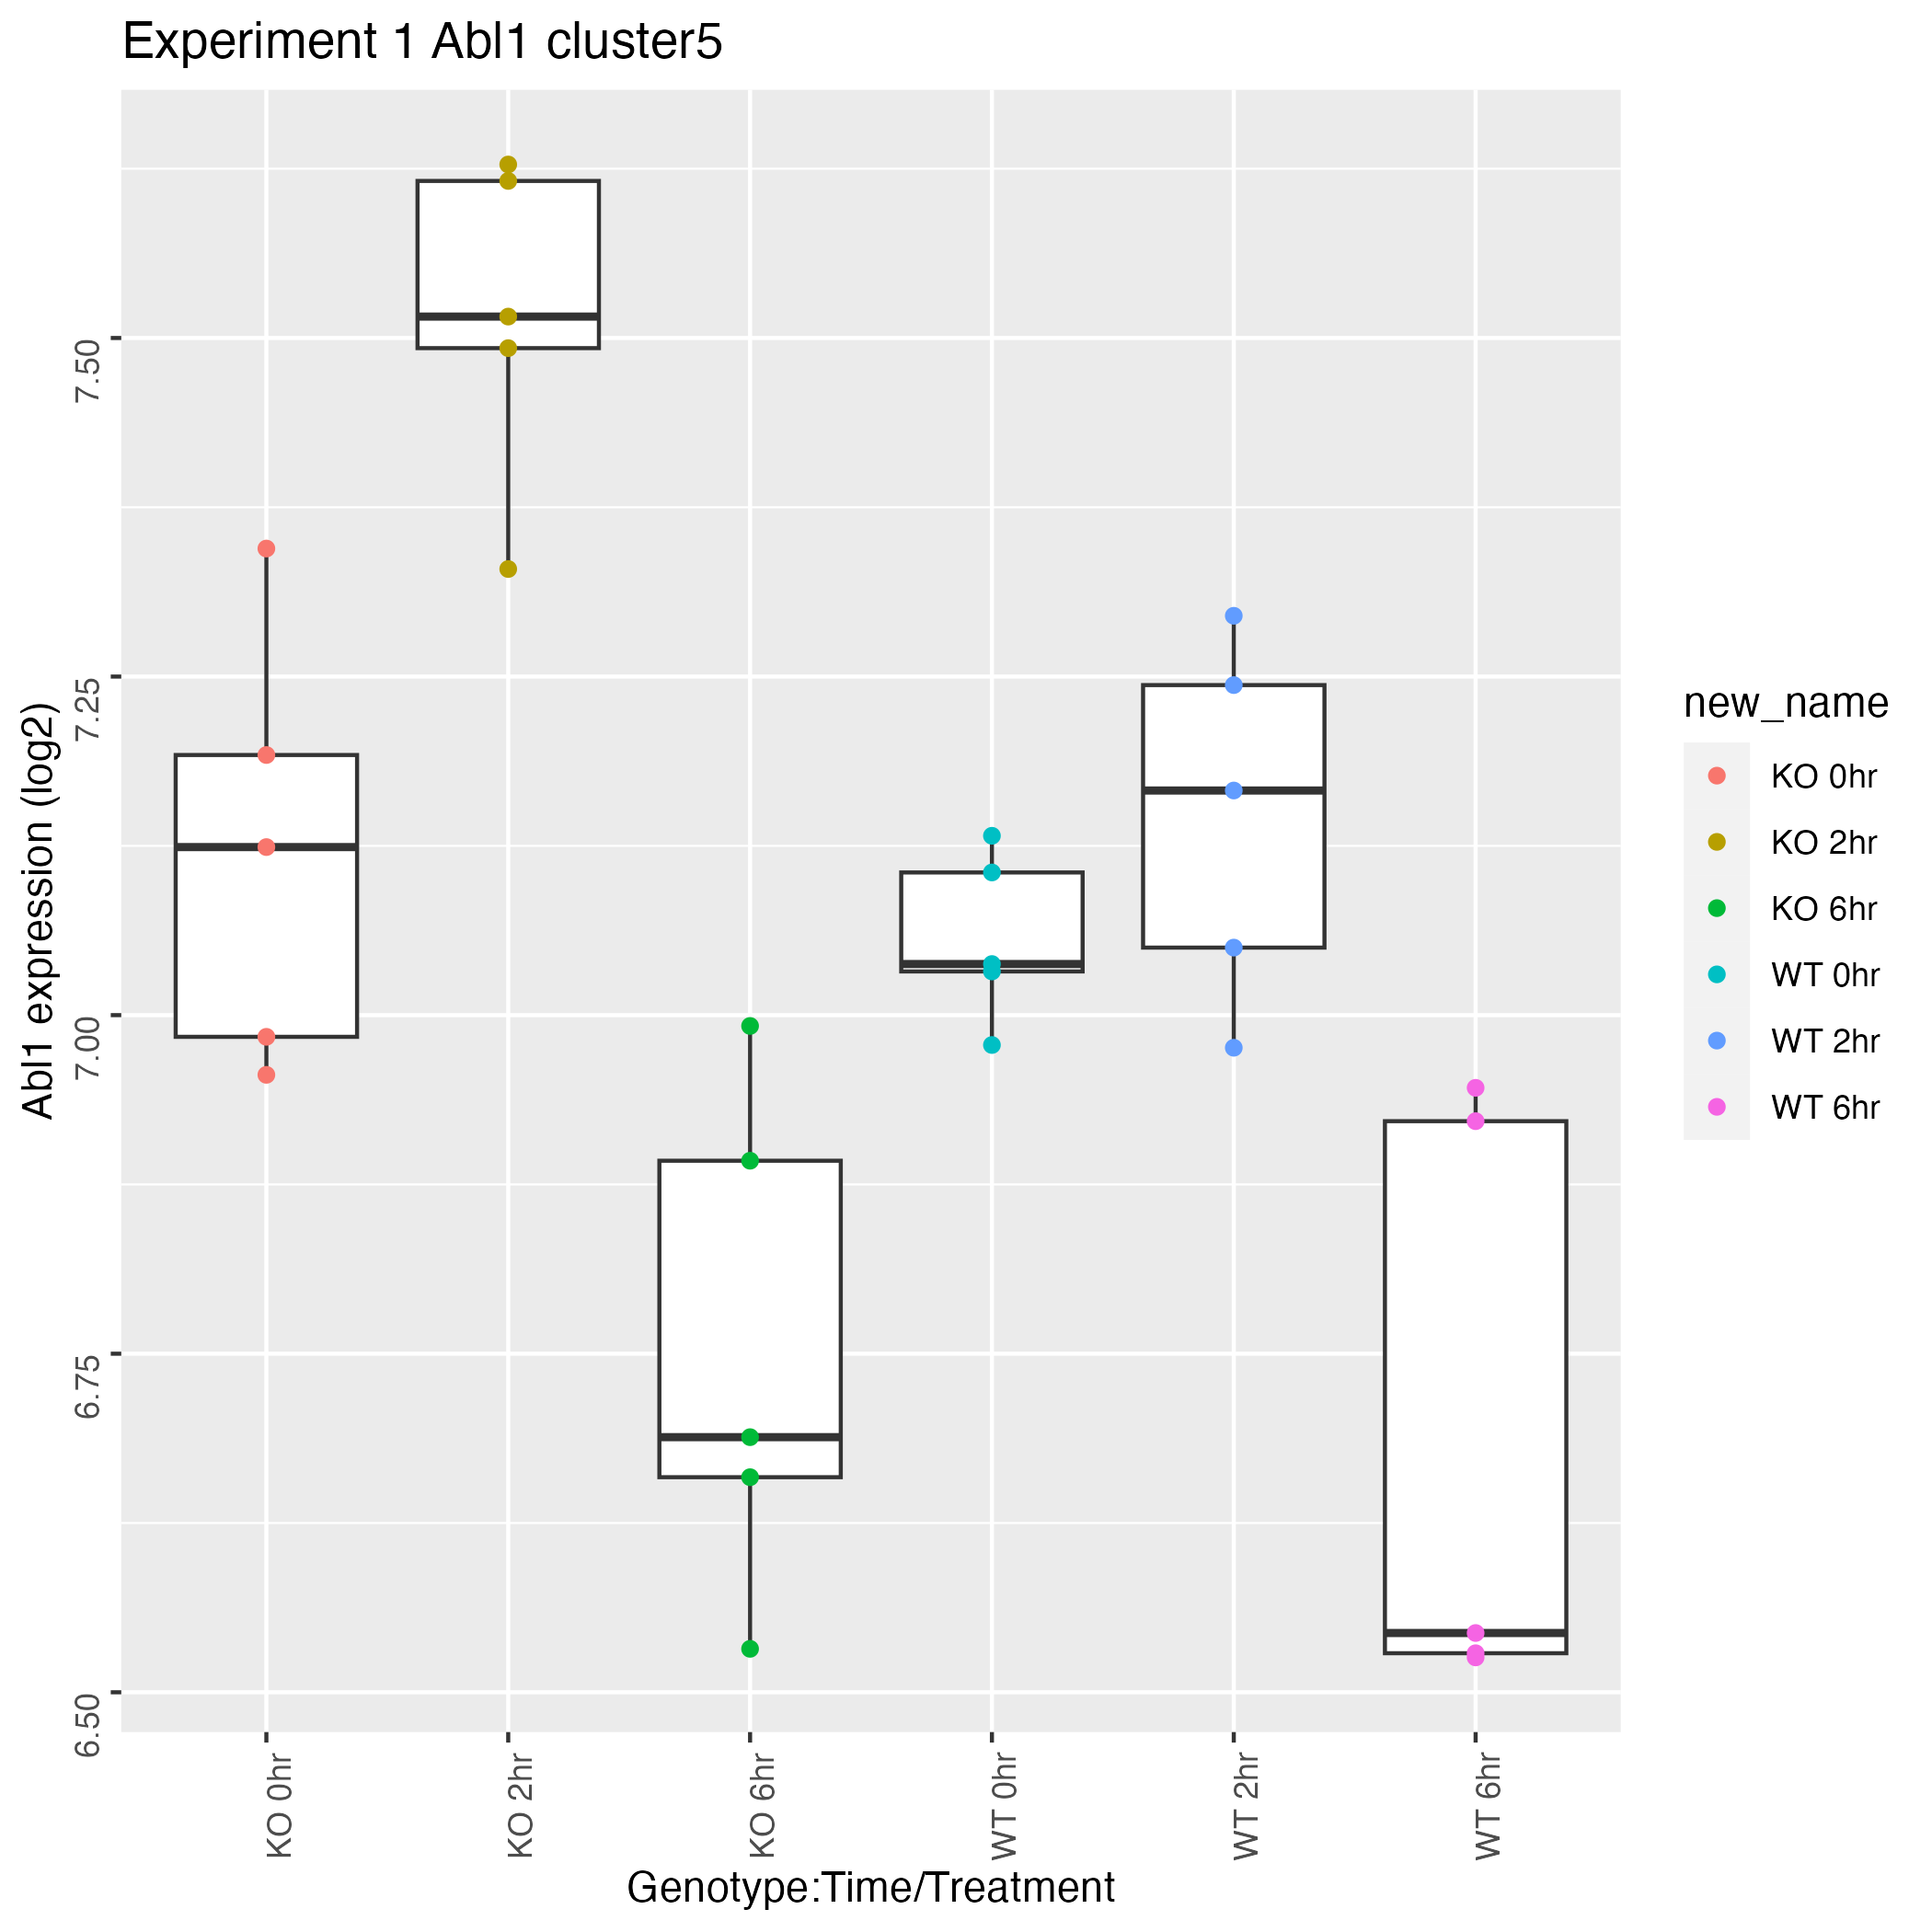 Experiment 1 Abl1 cluster5
Abl1 expression (log2)
7.50
7.25
7.00
6.75
6.50
KO 0hr
KO 2hr
KO 6hr
WT 0hr
WT 2hr
WT 6hr
Genotype:Time/Treatment
new_name
KO 0hr
KO 2hr
KO 6hr
WT 0hr
WT 2hr
WT 6hr